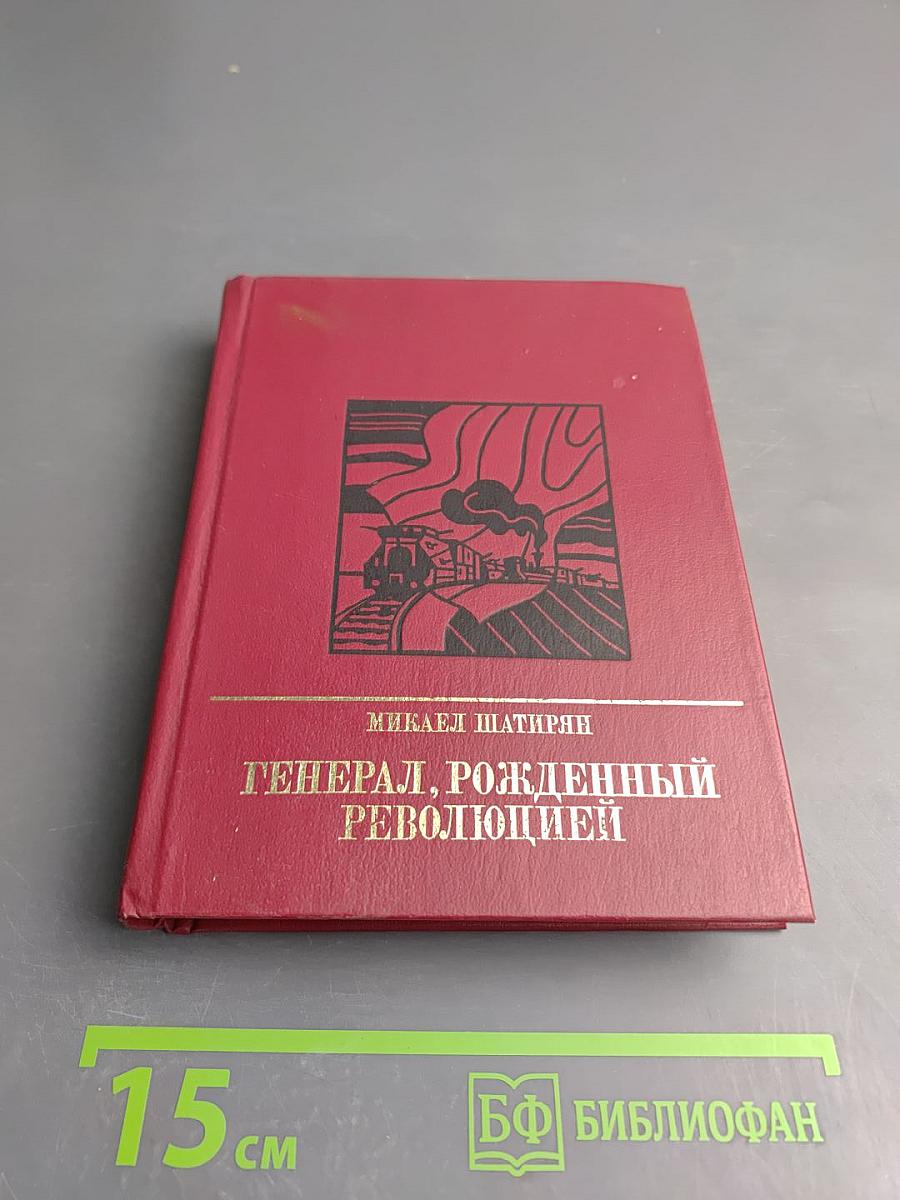 МИКАЕЛ ШАТИРЯН
ГЕНЕРАЛ, РОЖДЕННЫЙ
РЕВОЛЮЦИЕЙ
15 см
БФ БИБЛИОФАН